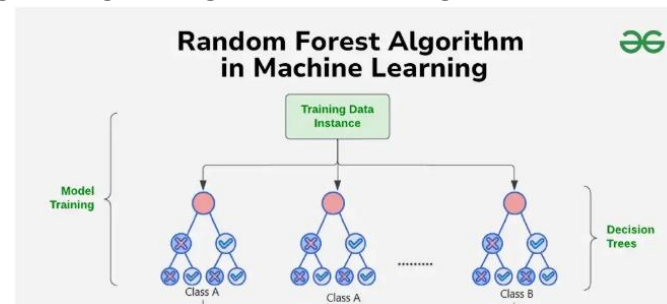 Random Forest Algorithm
in Machine Learning
Training Data
Instance
Model
Training
Decision
Trees
.........
Class A
Class A
Class B